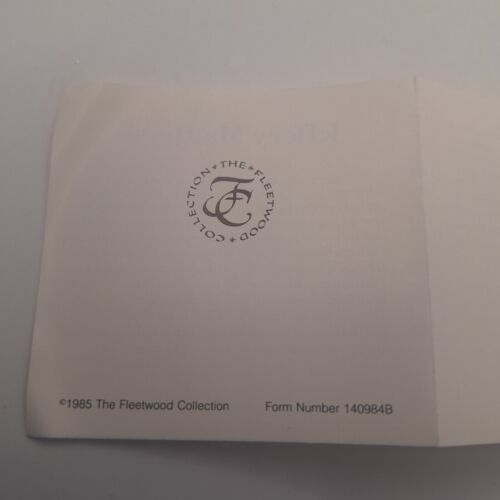 THE FLEETWOOD COLLECTION
FC
©1985 The Fleetwood Collection Form Number 140984B